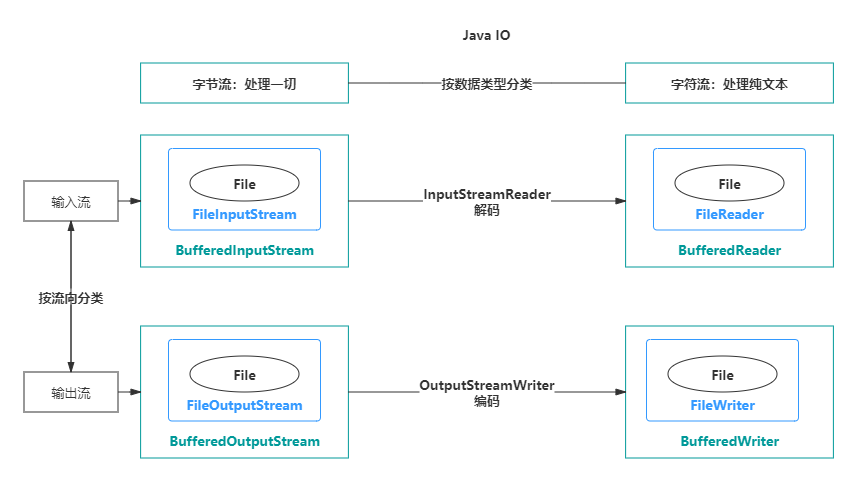 Java IO
字节流：处理一切
按数据类型分类
字符流：处理纯文本
输入流
File
FileInputStream
BufferedInputStream
InputStreamReader
解码
File
FileReader
BufferedReader
按流向分类
输出流
File
FileOutputStream
BufferedOutputStream
OutputStreamWriter
编码
File
FileWriter
BufferedWriter